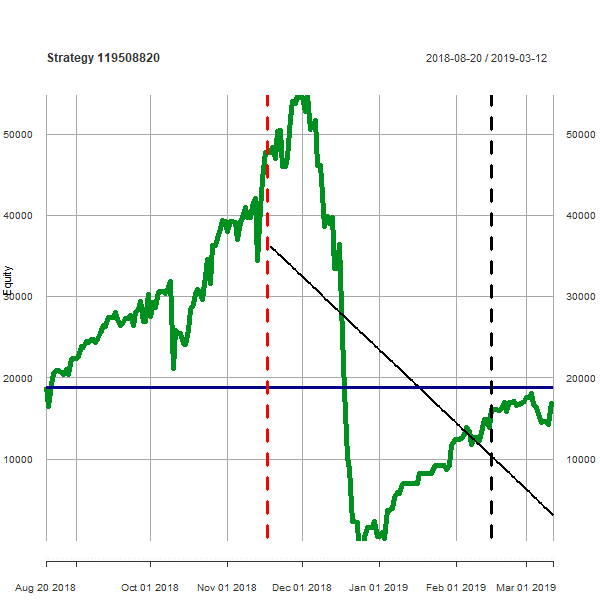 Strategy 119508820
2018-08-20 / 2019-03-12
50000
50000
40000
40000
Equity
30000
30000
20000
20000
10000
10000
Aug 20 2018
Oct 01 2018
Nov 01 2018
Dec 01 2018
Jan 01 2019
Feb 01 2019
Mar 01 2019